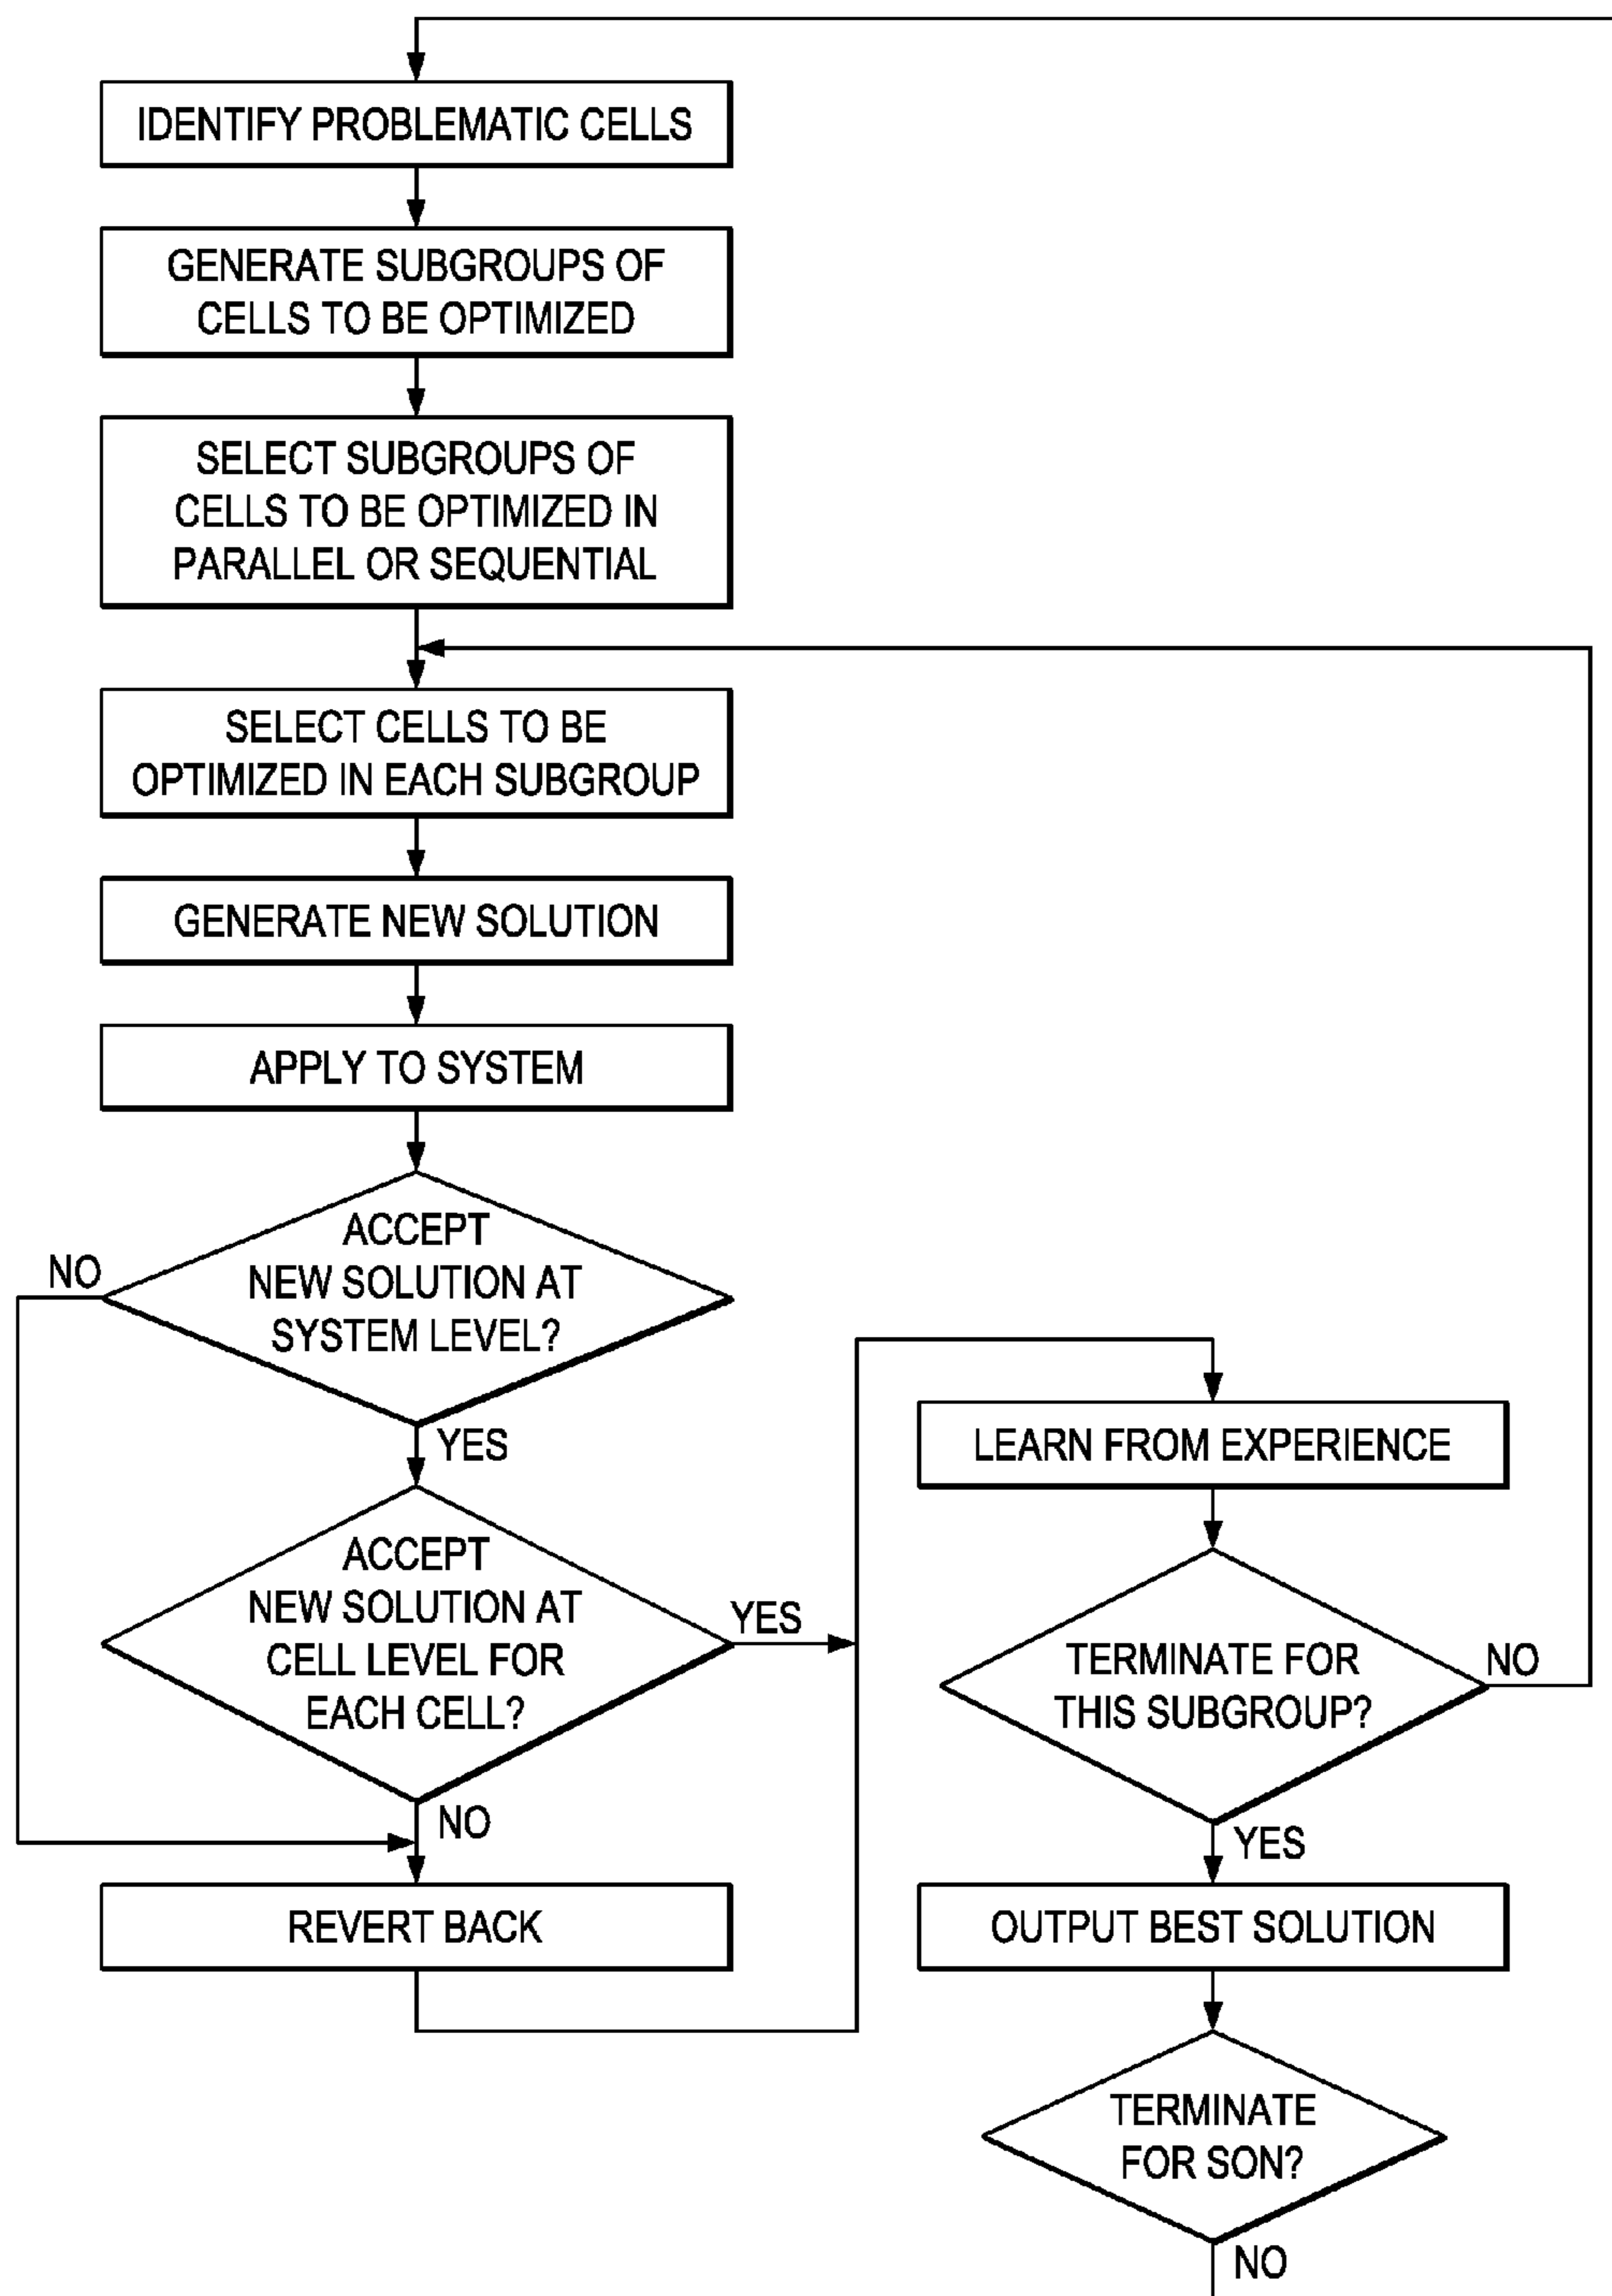 IDENTIFY PROBLEMATIC CELLS
GENERATE SUBGROUPS OF
CELLS TO BE OPTIMIZED
SELECT SUBGROUPS OF
CELLS TO BE OPTIMIZED IN
PARALLEL OR SEQUENTIAL
SELECT CELLS TO BE
OPTIMIZED IN EACH SUBGROUP
GENERATE NEW SOLUTION
APPLY TO SYSTEM
ACCEPT
NEW SOLUTION AT
SYSTEM LEVEL?
NO
YES
ACCEPT
NEW SOLUTION AT
CELL LEVEL FOR
EACH CELL?
YES
NO
REVERT BACK
LEARN FROM EXPERIENCE
TERMINATE FOR
THIS SUBGROUP?
NO
YES
OUTPUT BEST SOLUTION
TERMINATE
FOR SON?
NO